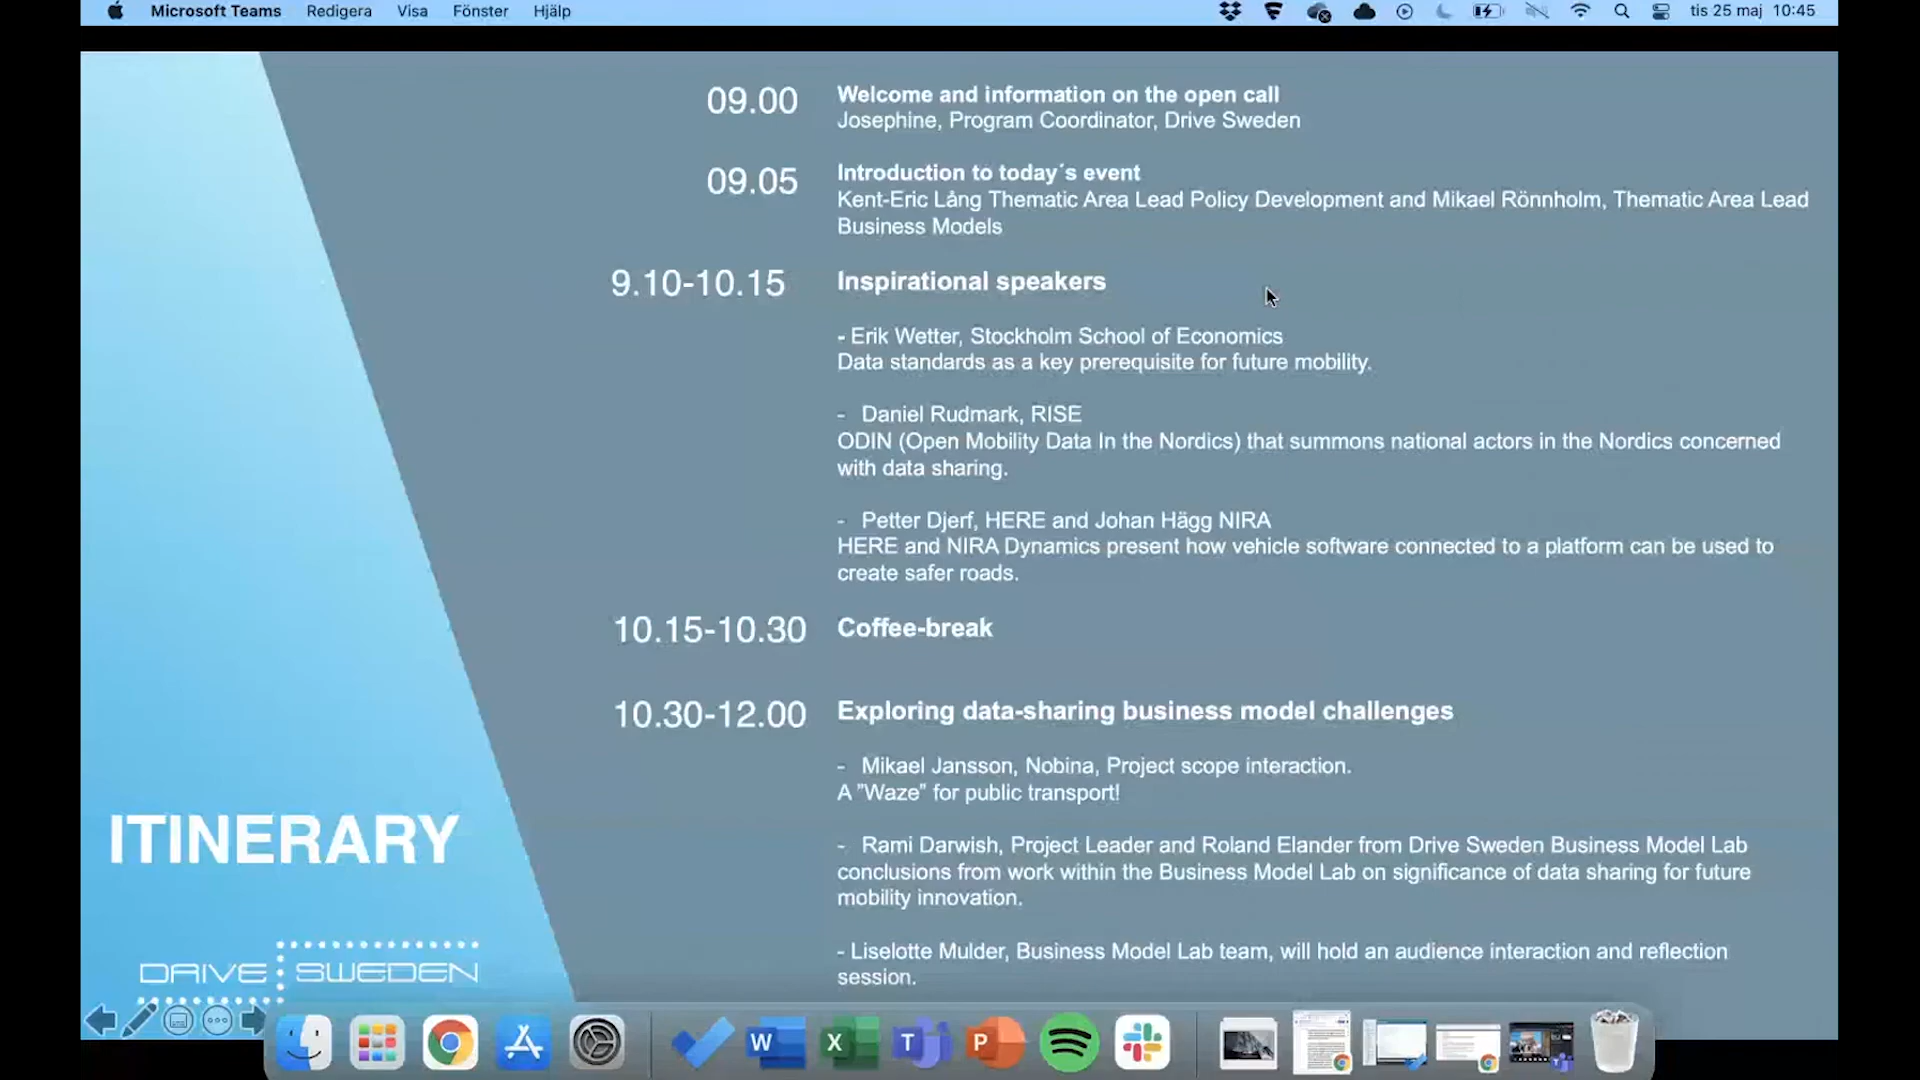 Microsoft Teams Redigera Visa Fönster Hjälp tis 25 maj 10:45
09.00 Welcome and information on the open call
Josephine, Program Coordinator, Drive Sweden
09.05 Introduction to today´s event
Kent-Eric Lång Thematic Area Lead Policy Development and Mikael Rönnholm, Thematic Area Lead
Business Models
9.10-10.15 Inspirational speakers
- Erik Wetter, Stockholm School of Economics
Data standards as a key prerequisite for future mobility.
- Daniel Rudmark, RISE
ODIN (Open Mobility Data In the Nordics) that summons national actors in the Nordics concerned
with data sharing.
- Petter Djerf, HERE and Johan Hägg NIRA
HERE and NIRA Dynamics present how vehicle software connected to a platform can be used to
create safer roads.
10.15-10.30 Coffee-break
10.30-12.00 Exploring data-sharing business model challenges
- Mikael Jansson, Nobina, Project scope interaction.
A ”Waze” for public transport!
- Rami Darwish, Project Leader and Roland Elander from Drive Sweden Business Model Lab
conclusions from work within the Business Model Lab on significance of data sharing for future
mobility innovation.
- Liselotte Mulder, Business Model Lab team, will hold an audience interaction and reflection
session.
ITINERARY
DRIVE SWEDEN
W X T P